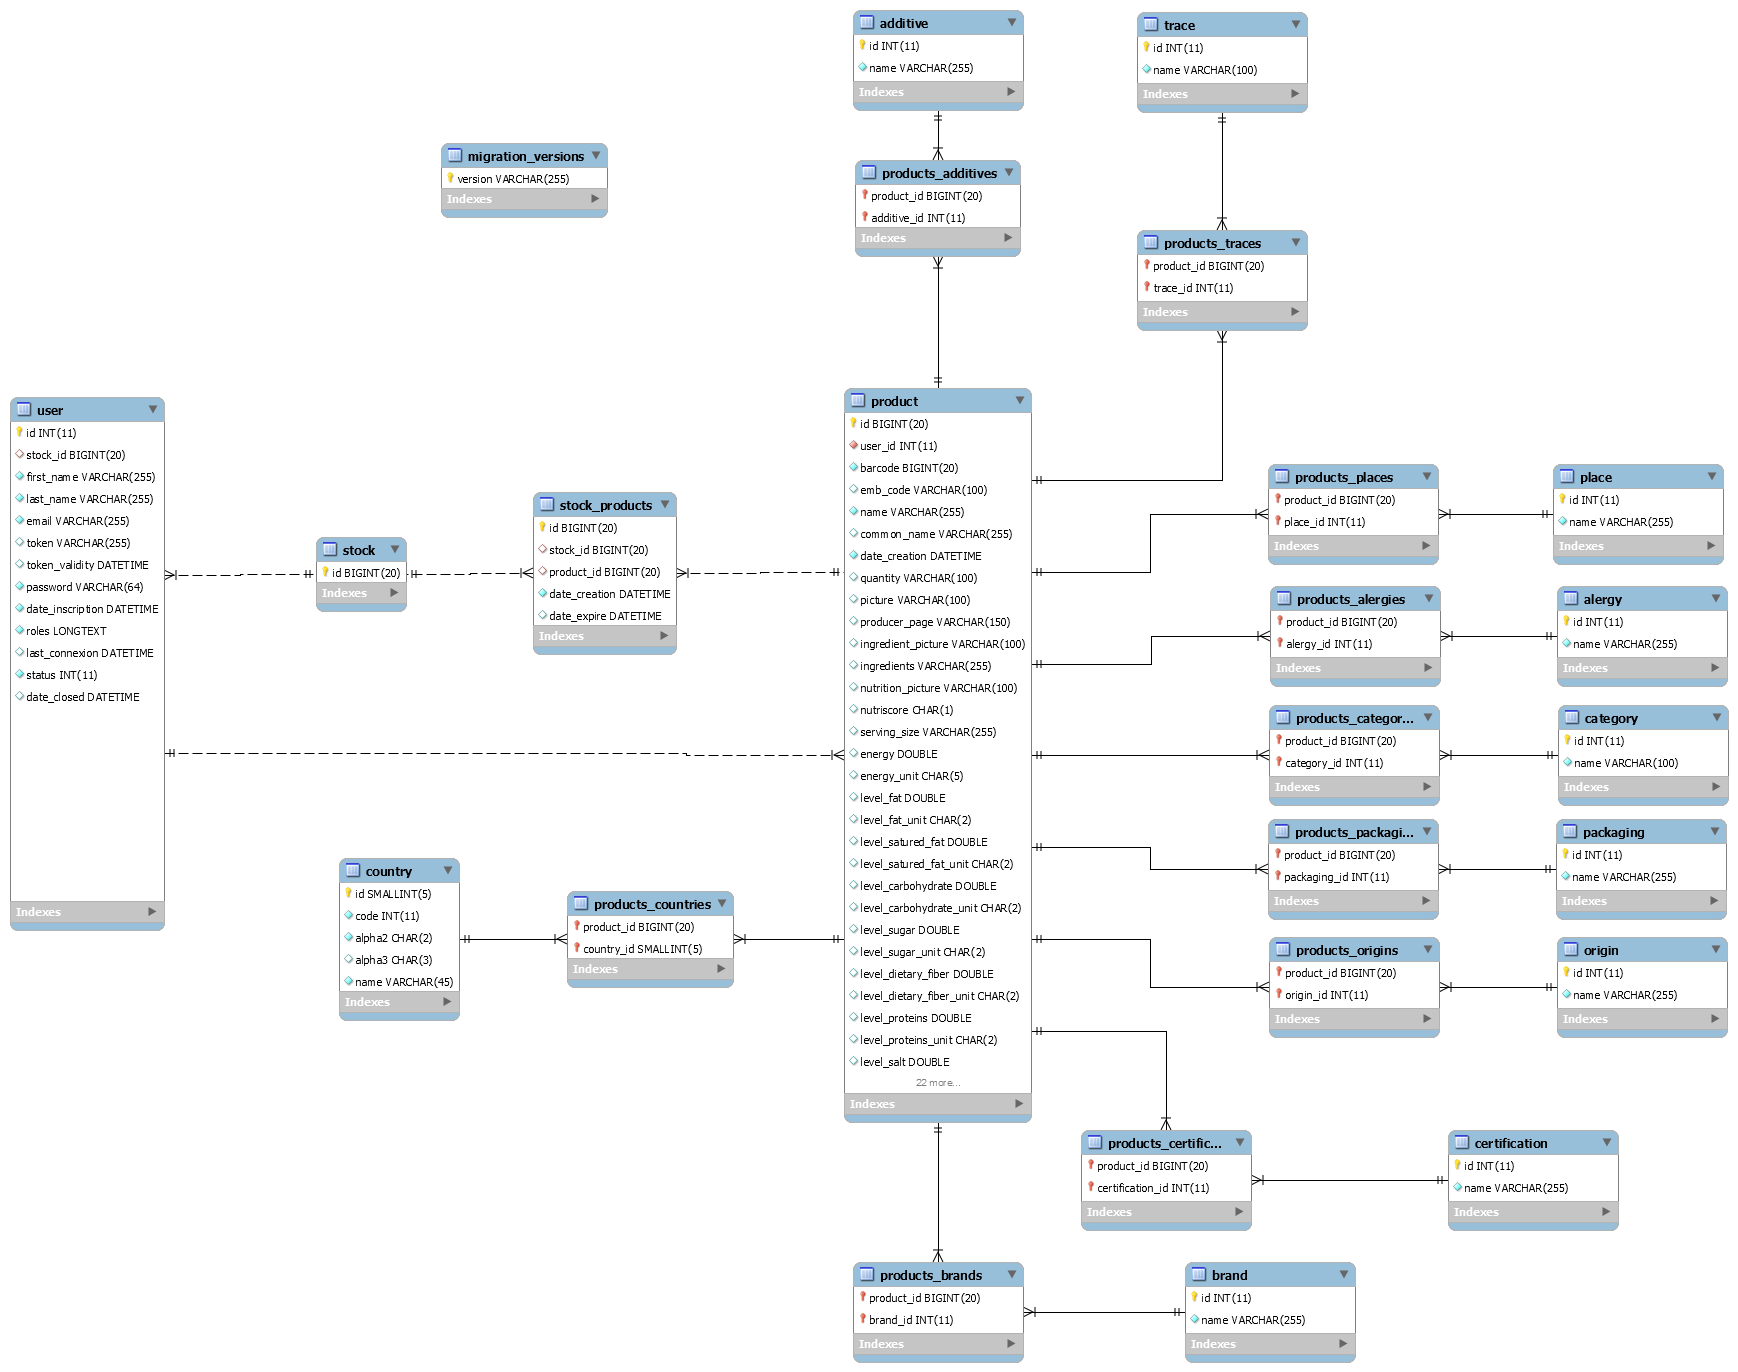 additive
id INT(11)
name VARCHAR(255)
Indexes
trace
id INT(11)
name VARCHAR(100)
Indexes
migration_versions
version VARCHAR(255)
Indexes
products_additives
product_id BIGINT(20)
additive_id INT(11)
Indexes
products_traces
product_id BIGINT(20)
trace_id INT(11)
Indexes
user
id INT(11)
stock_id BIGINT(20)
first_name VARCHAR(255)
last_name VARCHAR(255)
email VARCHAR(255)
token VARCHAR(255)
token_validity DATETIME
password VARCHAR(64)
date_inscription DATETIME
roles LONGTEXT
last_connexion DATETIME
status INT(11)
date_closed DATETIME
Indexes
stock
id BIGINT(20)
Indexes
stock_products
id BIGINT(20)
stock_id BIGINT(20)
product_id BIGINT(20)
date_creation DATETIME
date_expire DATETIME
Indexes
product
id BIGINT(20)
user_id INT(11)
barcode BIGINT(20)
emb_code VARCHAR(100)
name VARCHAR(255)
common_name VARCHAR(255)
date_creation DATETIME
quantity VARCHAR(100)
picture VARCHAR(100)
producer_page VARCHAR(150)
ingredient_picture VARCHAR(100)
ingredients VARCHAR(255)
nutrition_picture VARCHAR(100)
nutriscore CHAR(1)
serving_size VARCHAR(255)
energy DOUBLE
energy_unit CHAR(5)
level_fat DOUBLE
level_fat_unit CHAR(2)
level_satured_fat DOUBLE
level_satured_fat_unit CHAR(2)
level_carbohydrate DOUBLE
level_carbohydrate_unit CHAR(2)
level_sugar DOUBLE
level_sugar_unit CHAR(2)
level_dietary_fiber DOUBLE
level_dietary_fiber_unit CHAR(2)
level_proteins DOUBLE
level_proteins_unit CHAR(2)
level_salt DOUBLE
22 more...
Indexes
products_places
product_id BIGINT(20)
place_id INT(11)
Indexes
place
id INT(11)
name VARCHAR(255)
Indexes
products_alergies
product_id BIGINT(20)
alergy_id INT(11)
Indexes
alergy
id INT(11)
name VARCHAR(255)
Indexes
products_categor...
product_id BIGINT(20)
category_id INT(11)
Indexes
category
id INT(11)
name VARCHAR(100)
Indexes
products_packagi...
product_id BIGINT(20)
packaging_id INT(11)
Indexes
packaging
id INT(11)
name VARCHAR(255)
Indexes
country
id SMALLINT(5)
code INT(11)
alpha2 CHAR(2)
alpha3 CHAR(3)
name VARCHAR(45)
Indexes
products_countries
product_id BIGINT(20)
country_id SMALLINT(5)
Indexes
products_origins
product_id BIGINT(20)
origin_id INT(11)
Indexes
origin
id INT(11)
name VARCHAR(255)
Indexes
products_certific...
product_id BIGINT(20)
certification_id INT(11)
Indexes
certification
id INT(11)
name VARCHAR(255)
Indexes
products_brands
product_id BIGINT(20)
brand_id INT(11)
Indexes
brand
id INT(11)
name VARCHAR(255)
Indexes